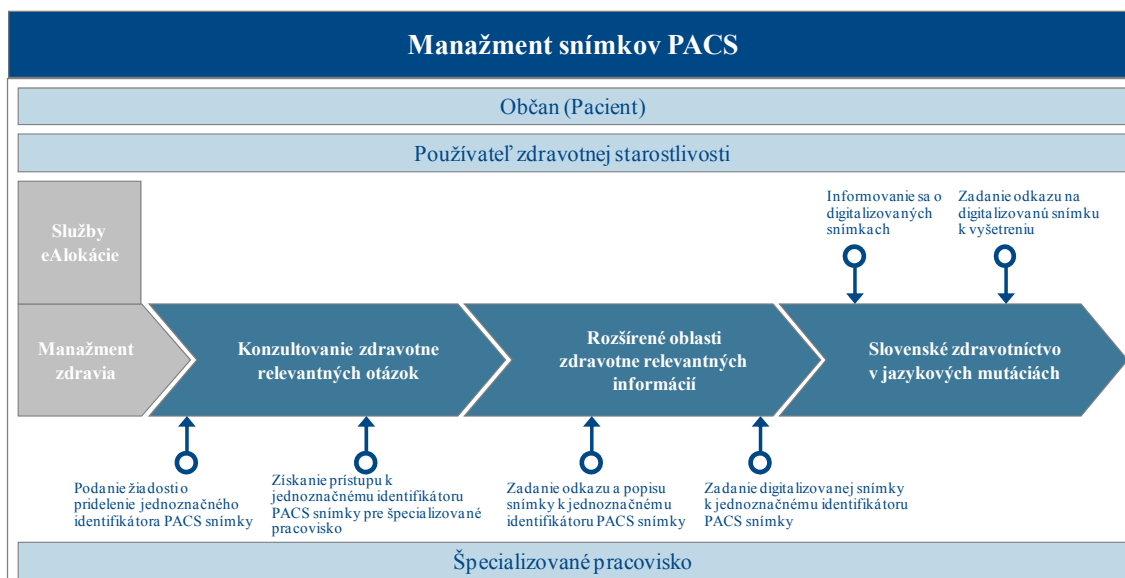 Manažment snímkov PACS
Občan (Pacient)
Používateľ zdravotnej starostlivosti
Služby
eAlokácie
Informovanie sa o
digitalizovaných
snímkach
Zadanie odkazu na
digitalizovanú snímku
k vyšetreniu
Manažment
zdravia
Konzultovanie zdravotne
relevantných otázok
Rozšírené oblasti
zdravotne relevantných
informácií
Slovenské zdravotníctvo
v jazykových mutáciách
Podanie žiadosti o
pridelenie jednoznačného
identifikátora PACS snímky
Získanie prístupu k
jednoznačnému identifikátoru
PACS snímky pre špecializované
pracovisko
Zadanie odkazu a popisu
snímky k jednoznačnému
identifikátoru PACS snímky
Zadanie digitalizovanej snímky
k jednoznačnému identifikátoru
PACS snímky
Špecializované pracovisko